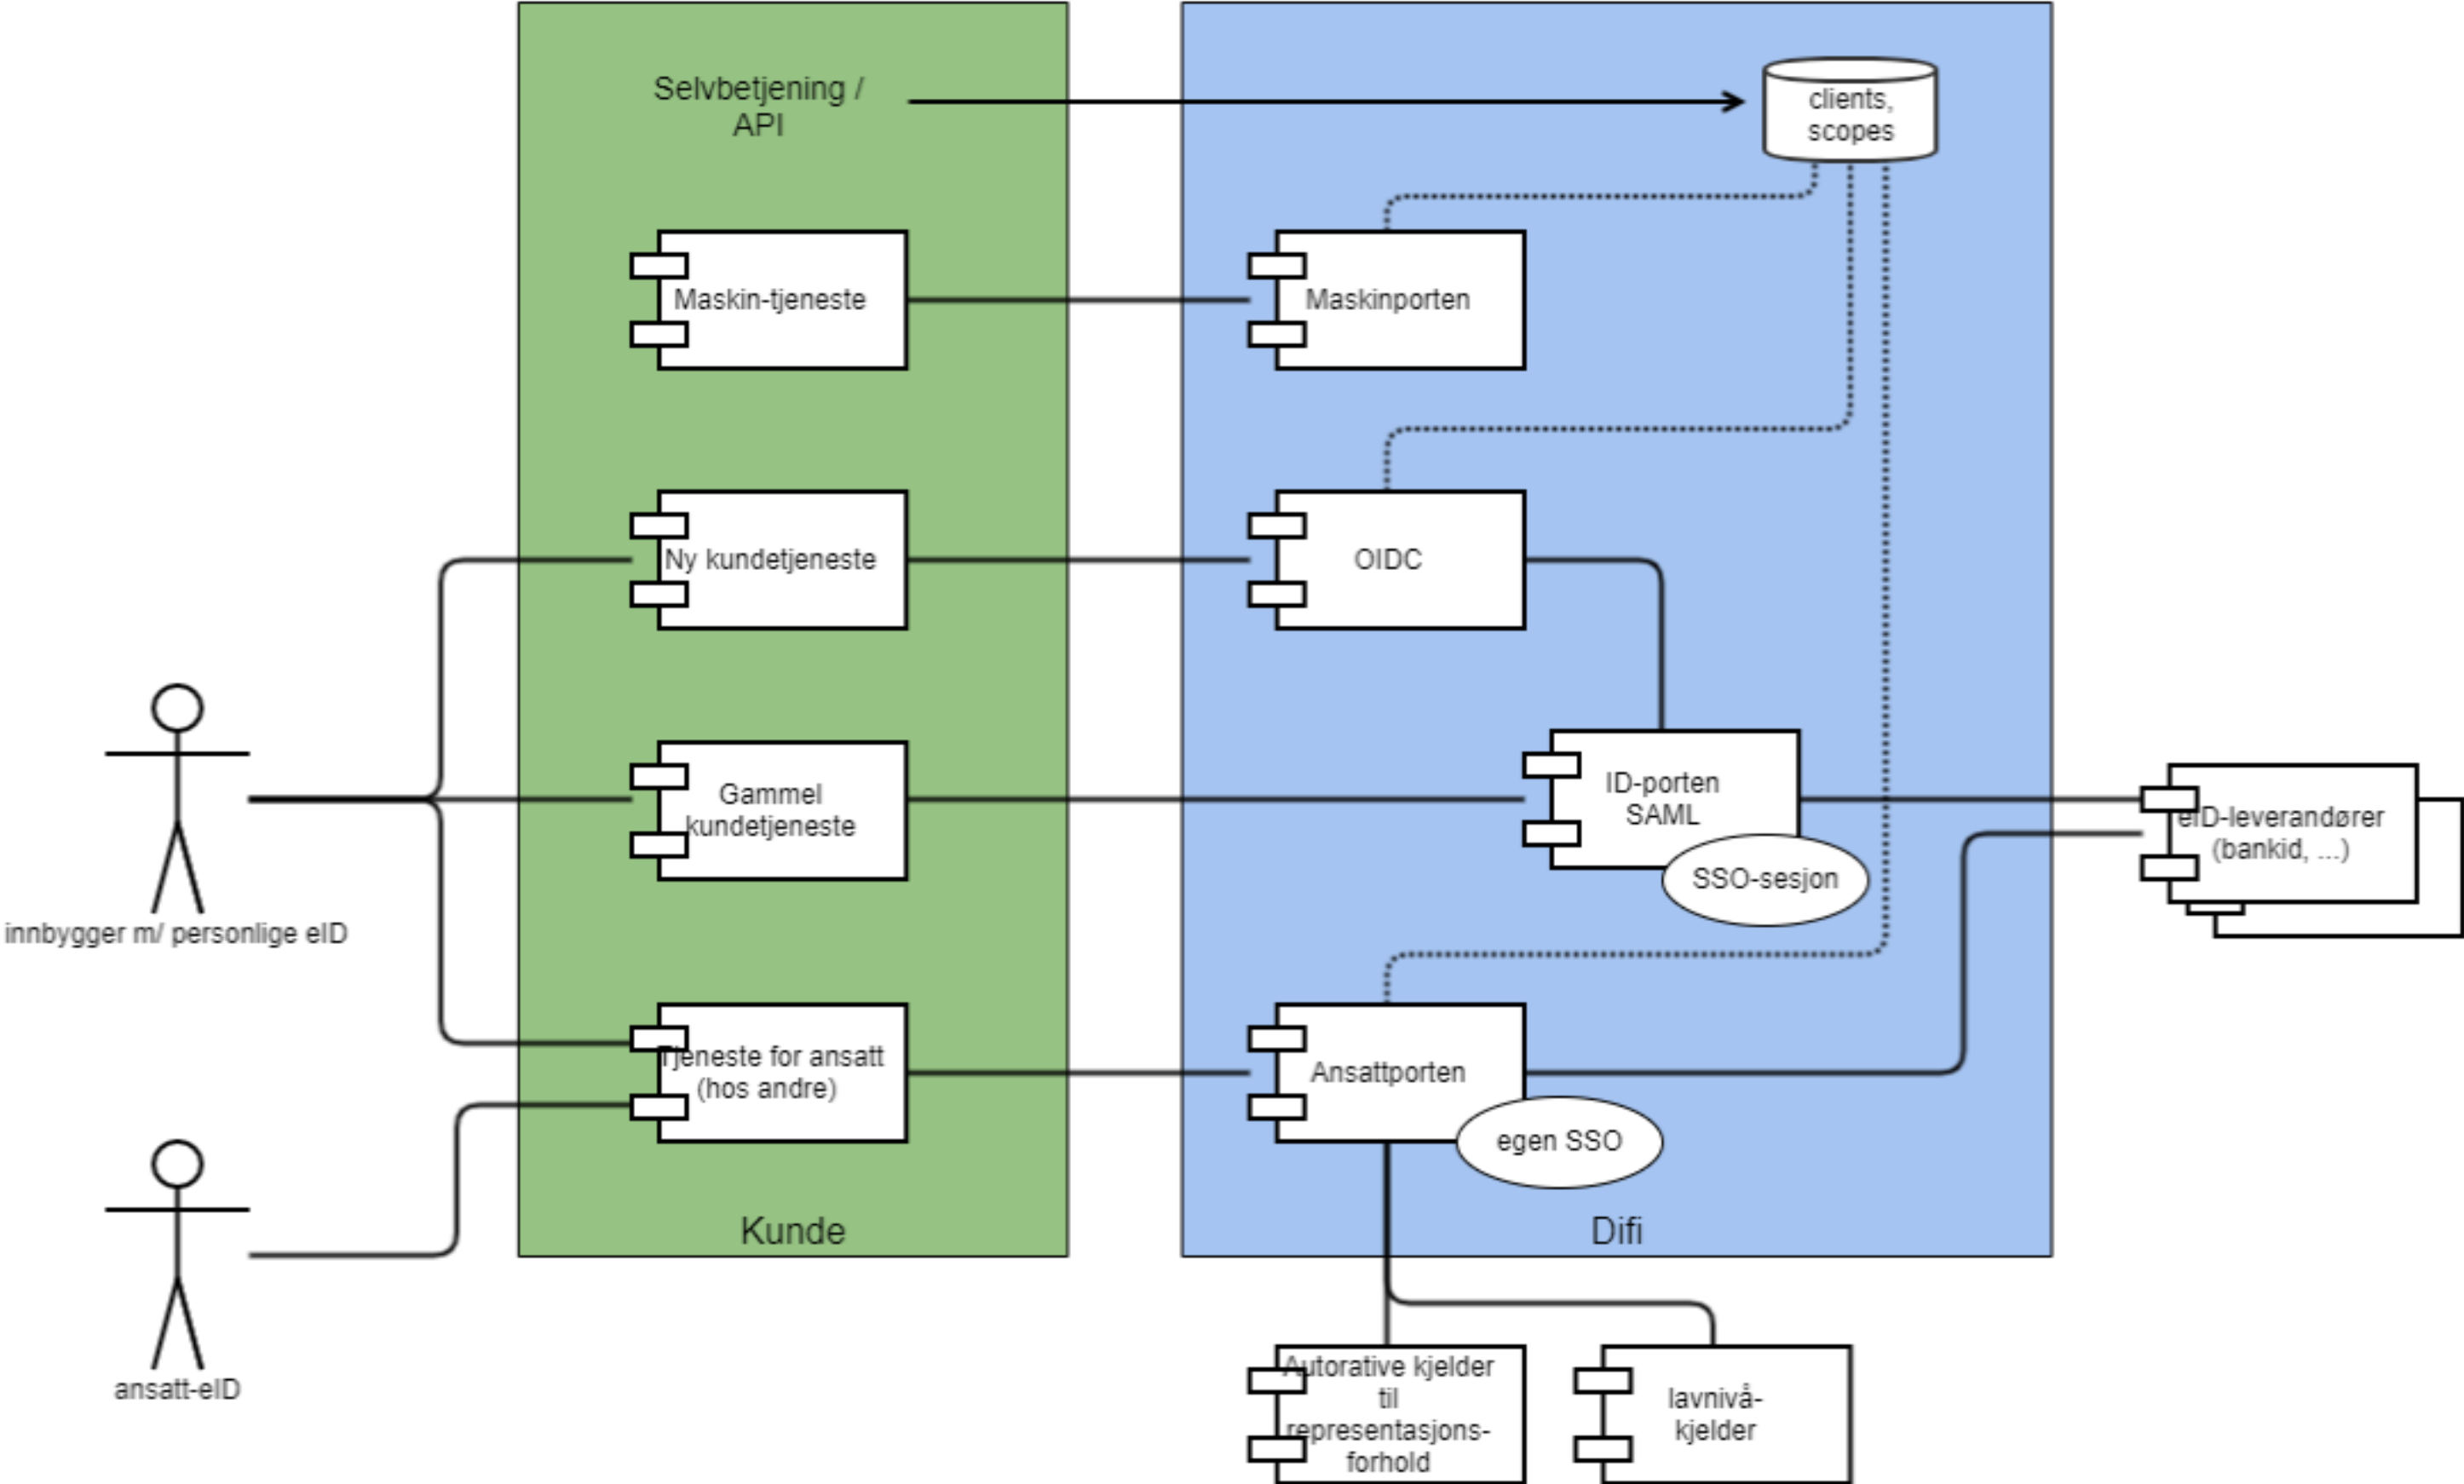 Selvbetjening /
API
clients,
scopes
Maskin-tjeneste
Maskinporten
Ny kundetjeneste
OIDC
Gammel
kundetjeneste
ID-porten
SAML
SSO-sesjon
eID-leverandører
(bankid, ...)
innbygger m/ personlige eID
Tjeneste for ansatt
(hos andre)
Ansattporten
egen SSO
Kunde
Difi
ansatt-eID
Autorative kjelder
til
representasjons-
forhold
lavnivå-
kjelder